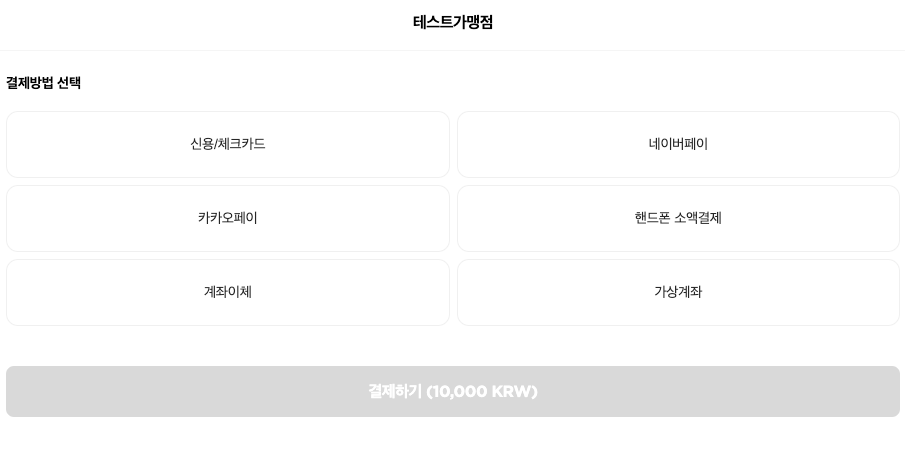 테스트가맹점
결제방법 선택
신용/체크카드
네이버페이
카카오페이
핸드폰 소액결제
계좌이체
가상계좌
결제하기 (10,000 KRW)